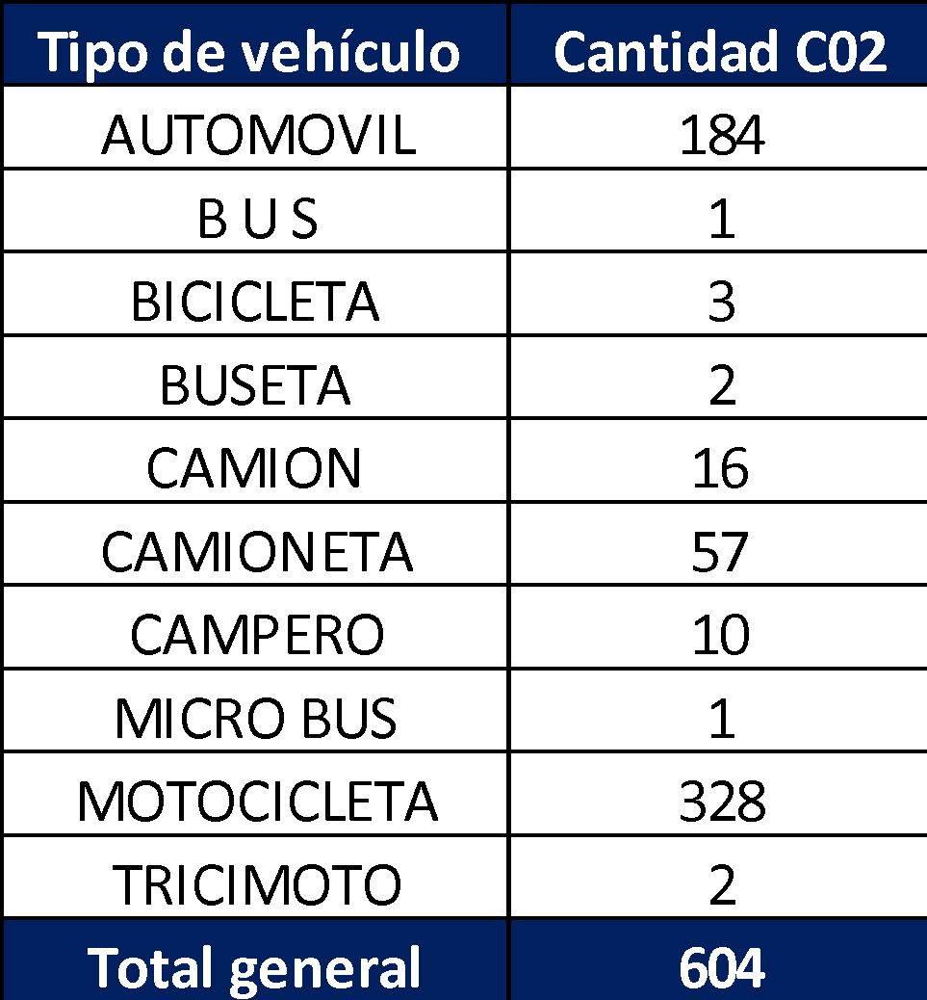 Tipo de vehículo Cantidad C02
AUTOMOVIL 184
B U S 1
BICICLETA 3
BUSETA 2
CAMION 16
CAMIONETA 57
CAMPERO 10
MICRO BUS 1
MOTOCICLETA 328
TRICIMOTO 2
Total general 604